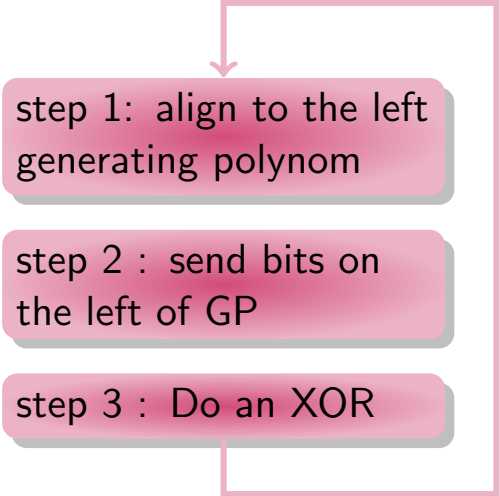 step 1: align to the left
generating polynom
step 2 : send bits on
the left of GP
step 3 : Do an XOR